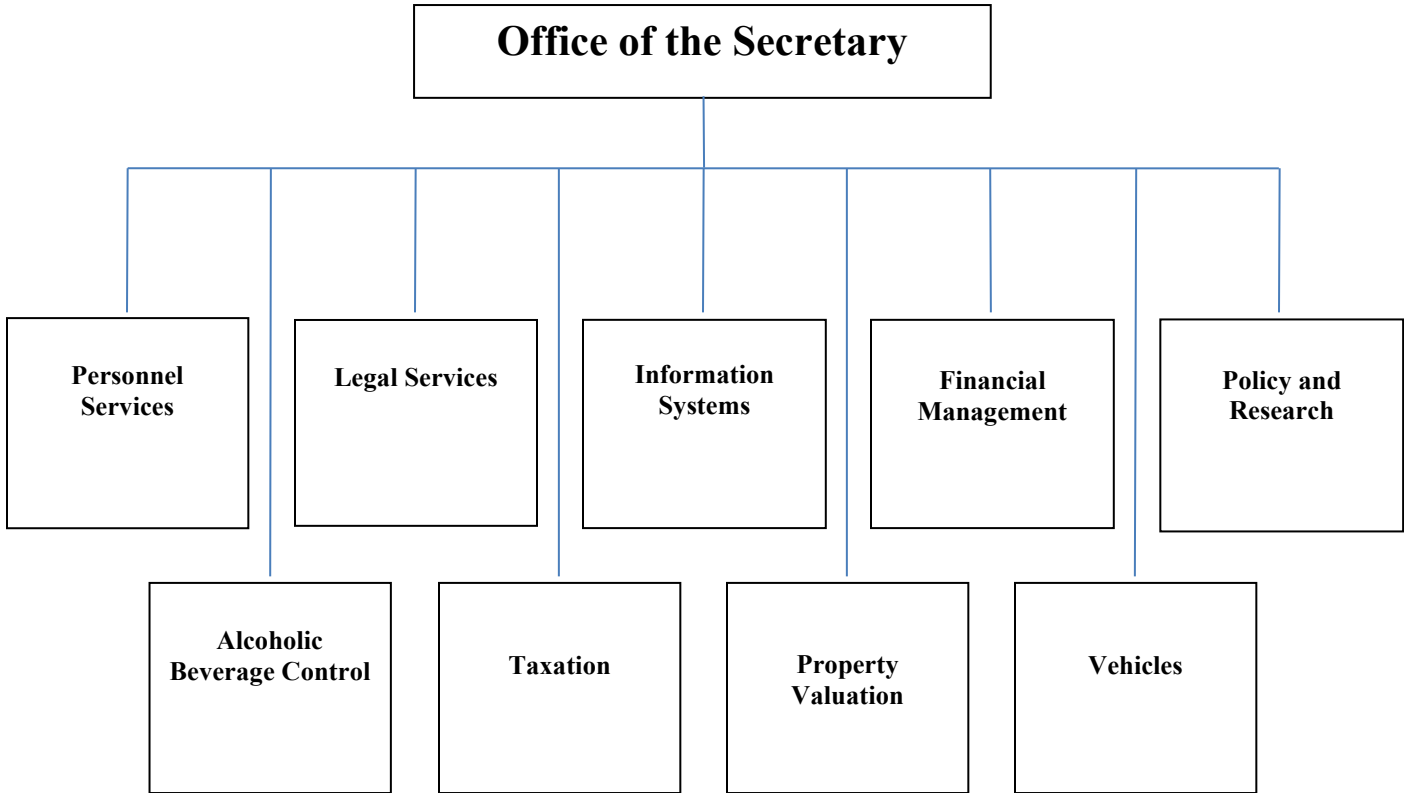 Office of the Secretary
Personnel
Services
Legal Services
Information
Systems
Financial
Management
Policy and
Research
Alcoholic
Beverage Control
Taxation
Property
Valuation
Vehicles